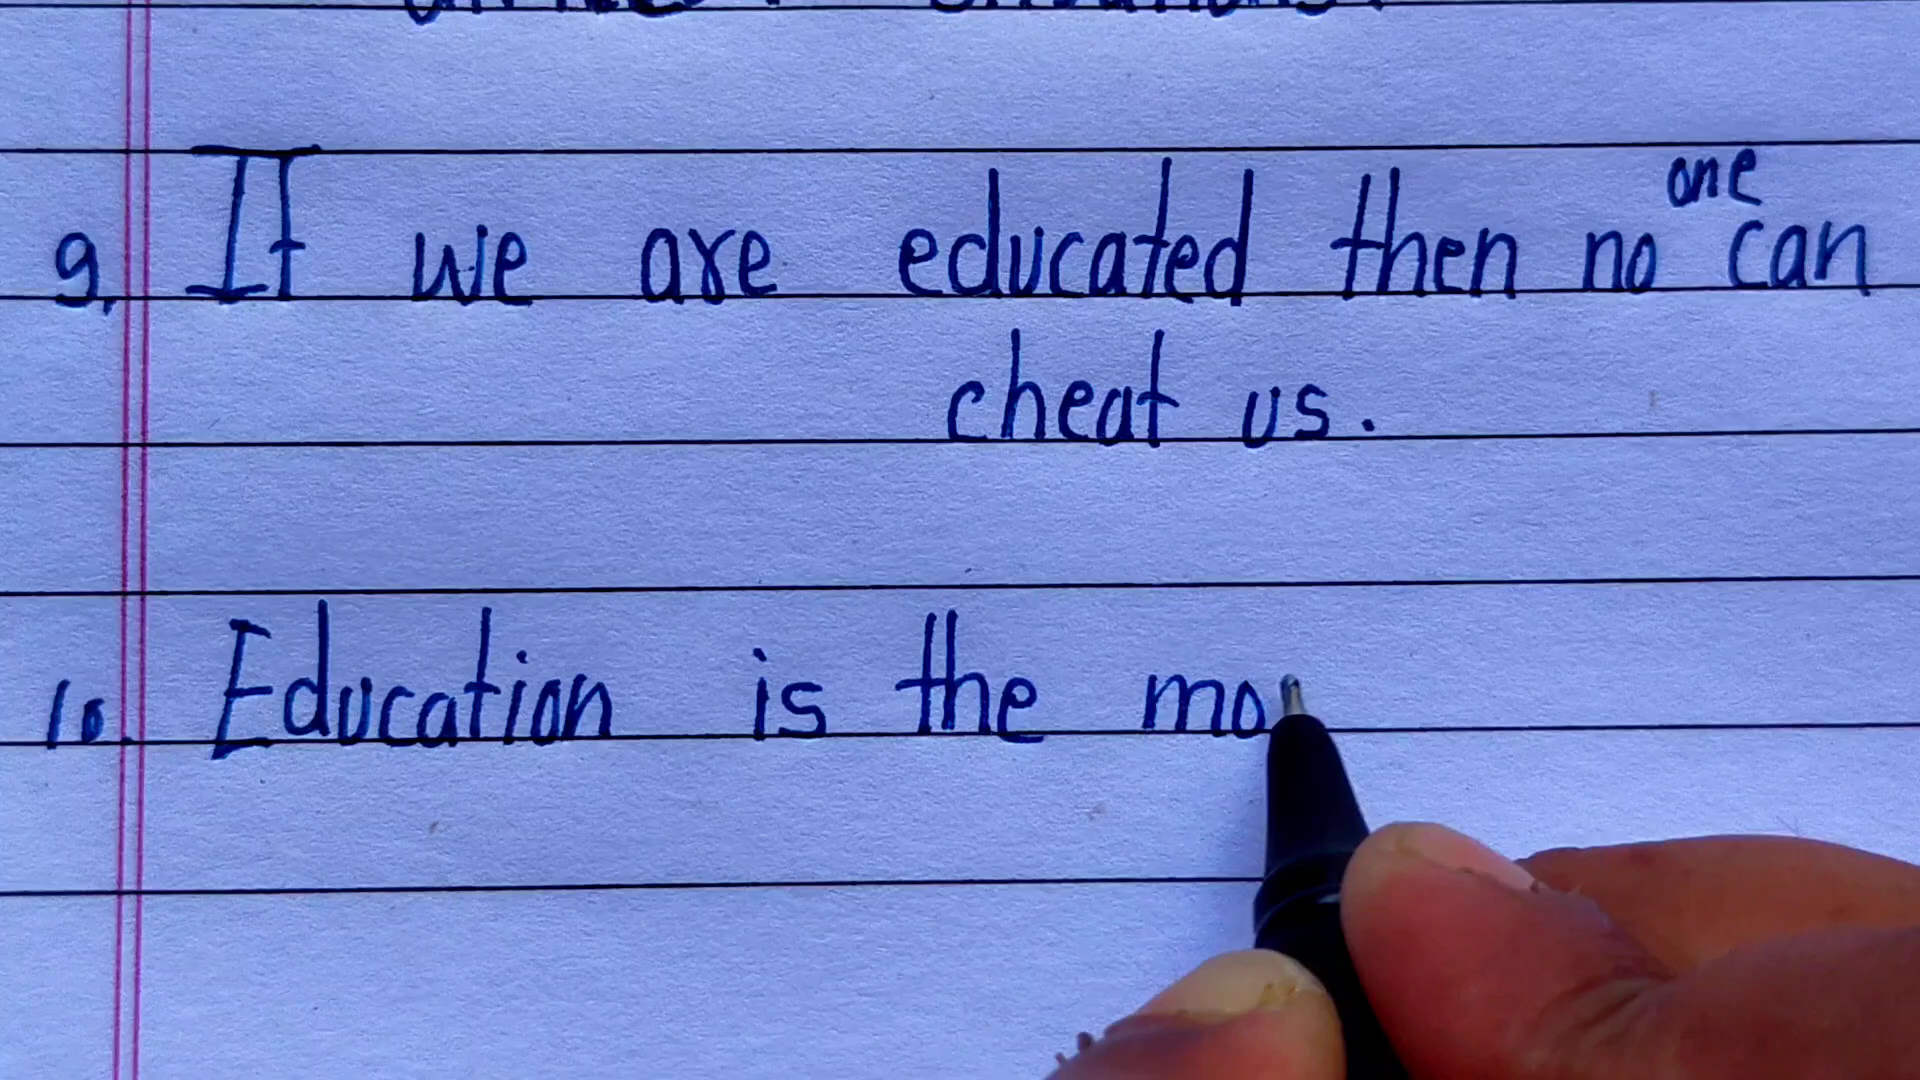 9. If we are educated then no one can
cheat us.
10. Education is the mo